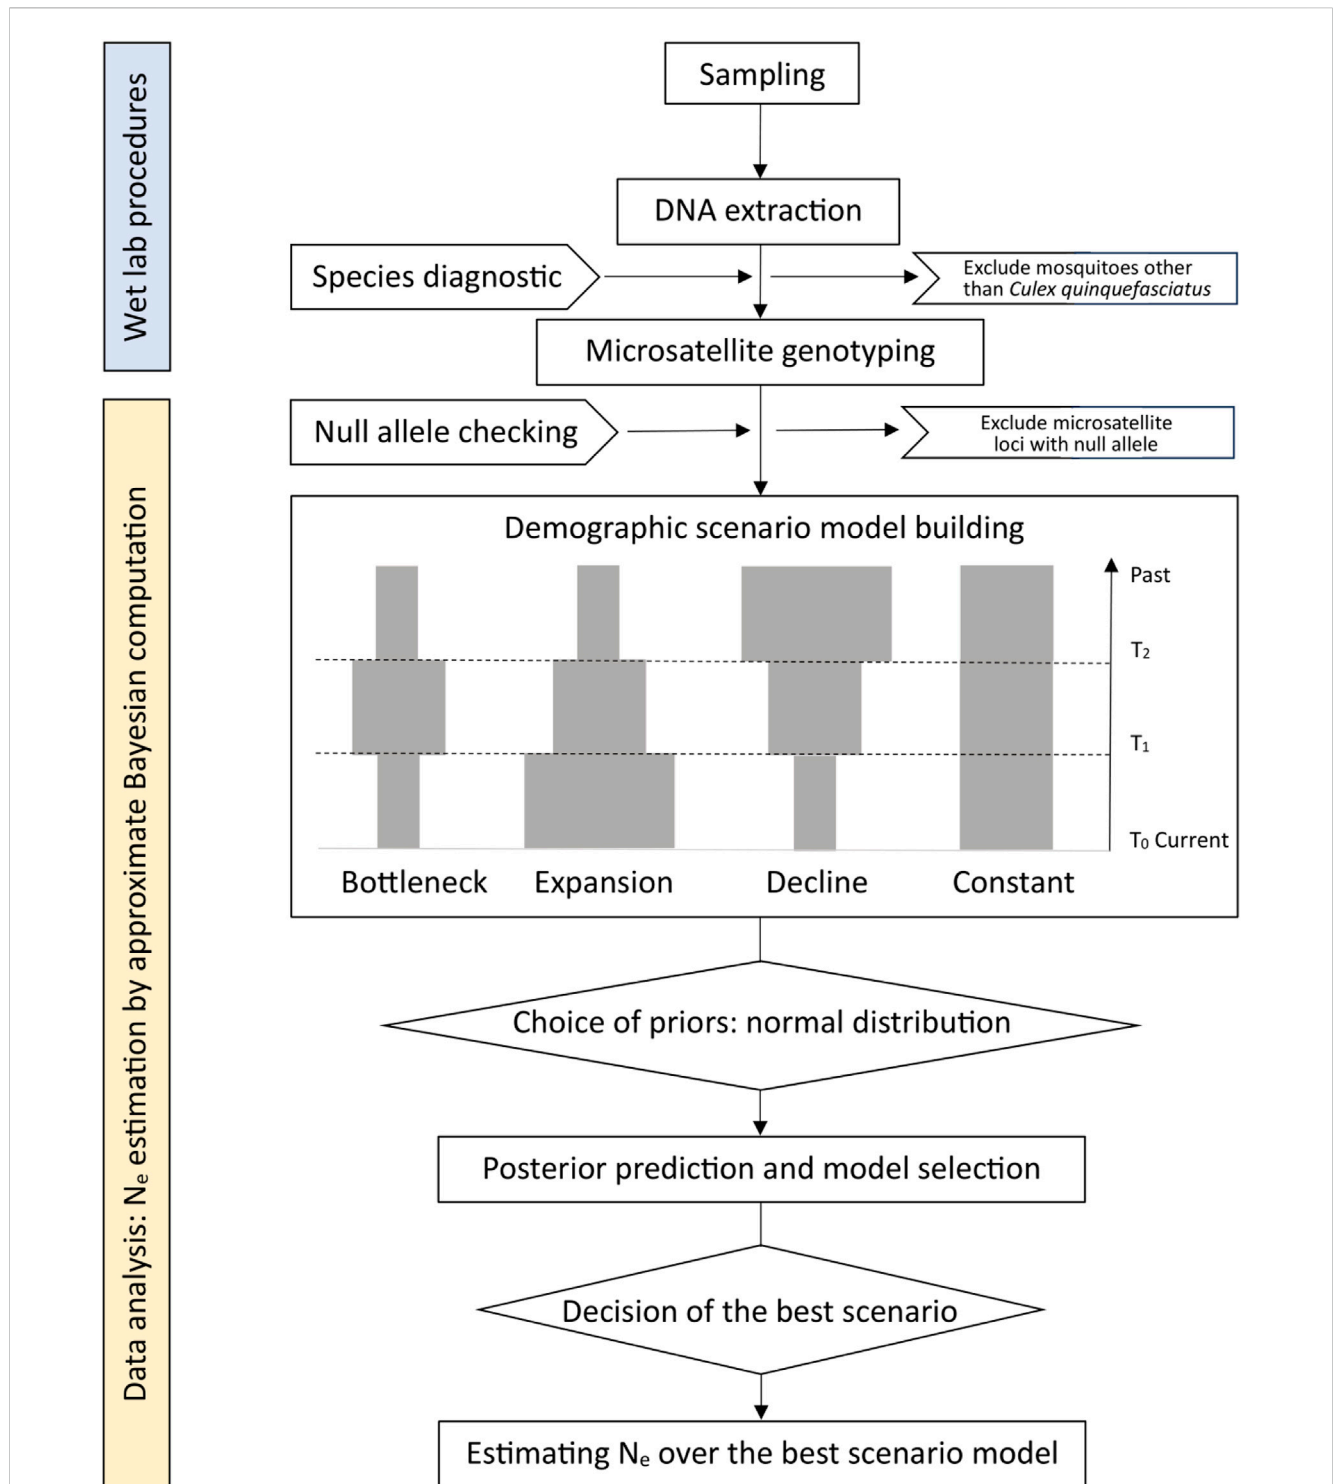 Wet lab procedures
Sampling
DNA extraction
Species diagnostic
Exclude mosquitoes other
than Culex quinquefasciatus
Microsatellite genotyping
Data analysis: Nₑ estimation by approximate Bayesian computation
Null allele checking
Exclude microsatellite
loci with null allele
Demographic scenario model building
Past
T₂
T₁
T₀ Current
Bottleneck Expansion Decline Constant
Choice of priors: normal distribution
Posterior prediction and model selection
Decision of the best scenario
Estimating Nₑ over the best scenario model